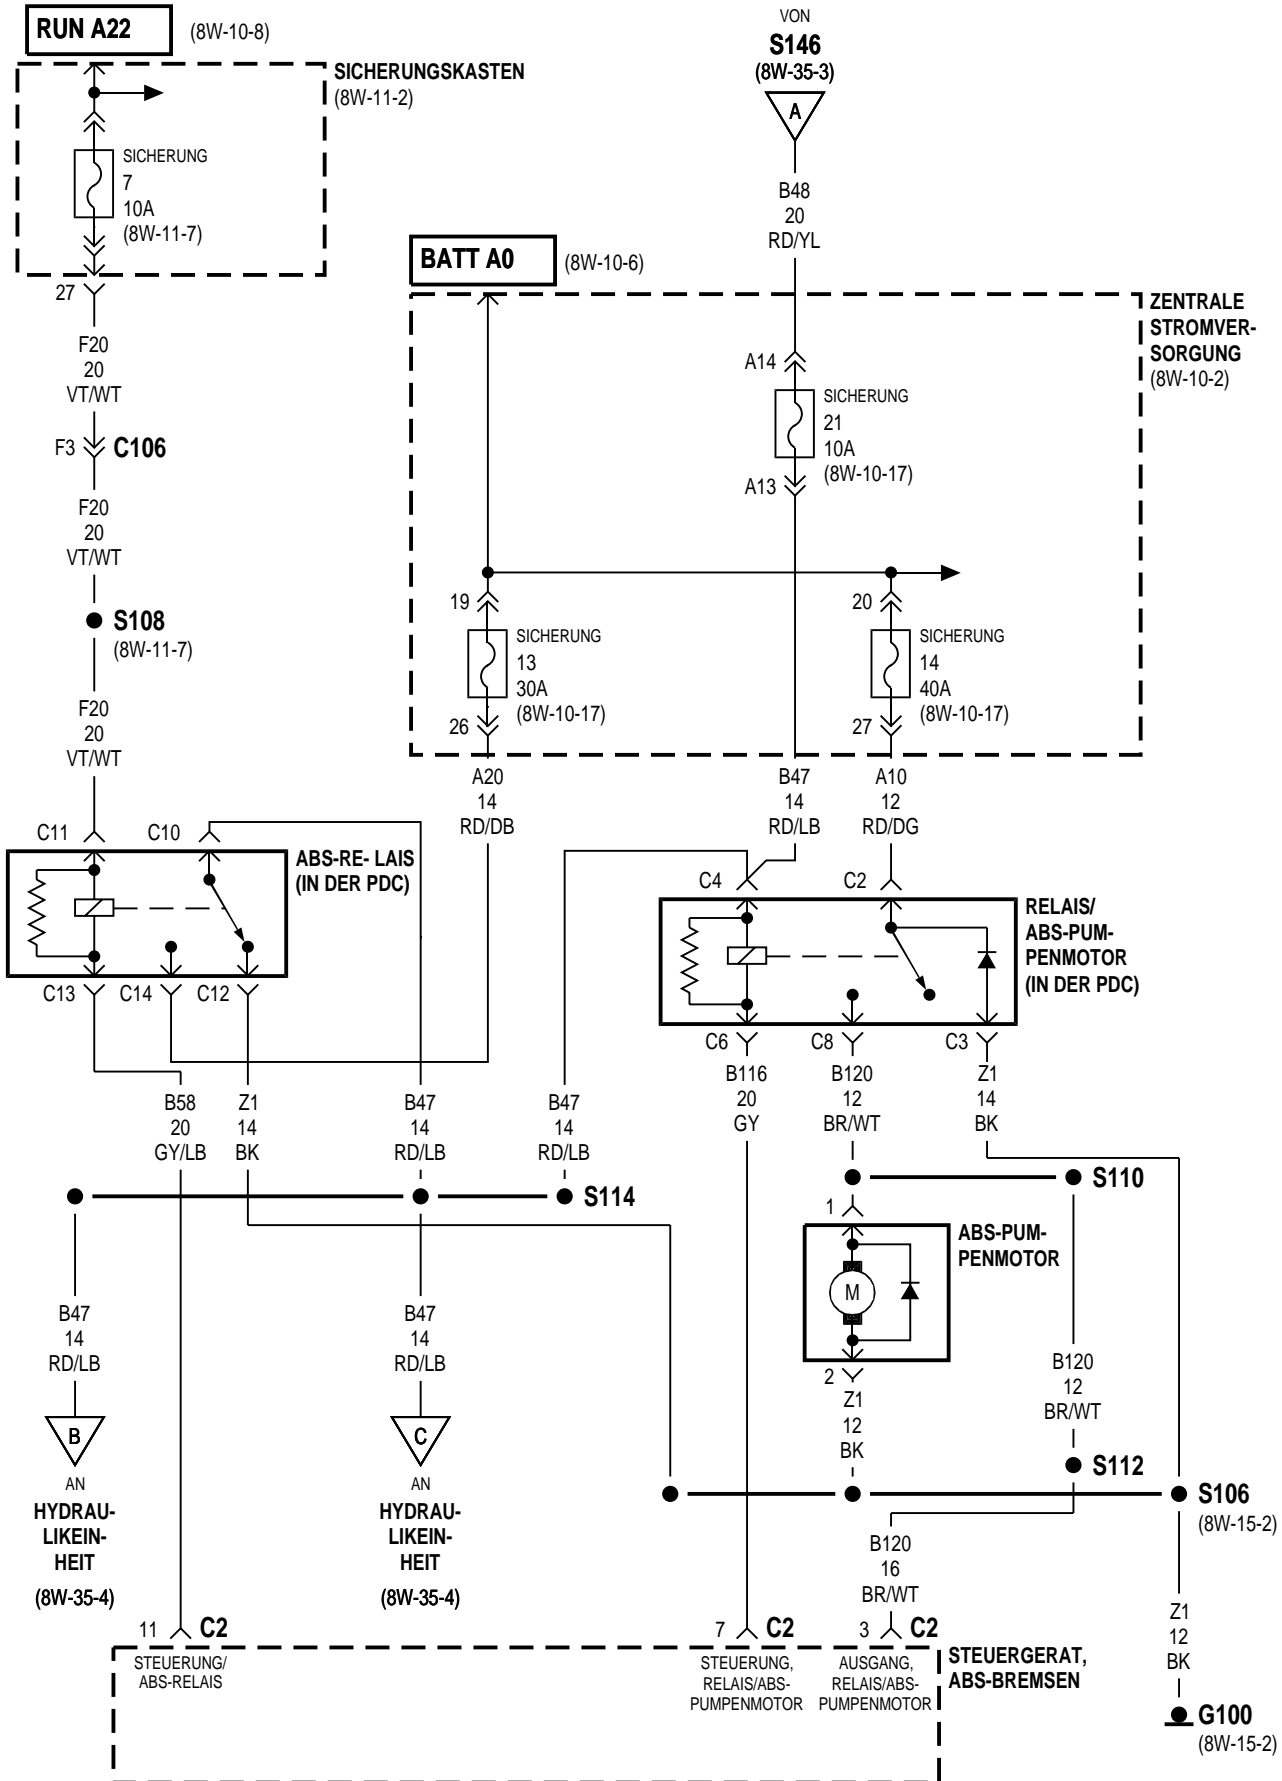 RUN A22
(8W-10-8)
SICHERUNGSKASTEN
(8W-11-2)
SICHERUNG
7
10A
(8W-11-7)
27
F20
20
VT/WT
F3
C106
F20
20
VT/WT
S108
(8W-11-7)
F20
20
VT/WT
VON
S146
(8W-35-3)
A
B48
20
RD/YL
BATT A0
(8W-10-6)
ZENTRALE
STROMVER-
SORGUNG
(8W-10-2)
A14
SICHERUNG
21
10A
(8W-10-17)
A13
19
SICHERUNG
13
30A
(8W-10-17)
26
20
SICHERUNG
14
40A
(8W-10-17)
27
A20
14
RD/DB
B47
14
RD/LB
A10
12
RD/DG
C11
C10
ABS-RE- LAIS
(IN DER PDC)
C13
C14
C12
C4
C2
RELAIS/
ABS-PUM-
PENMOTOR
(IN DER PDC)
C6
C8
C3
B58
20
GY/LB
Z1
14
BK
B47
14
RD/LB
B47
14
RD/LB
B116
20
GY
B120
12
BR/WT
Z1
14
BK
S114
S110
1
ABS-PUM-
PENMOTOR
M
2
Z1
12
BK
B120
12
BR/WT
S112
S106
(8W-15-2)
B47
14
RD/LB
B
AN
HYDRAU-
LIKEIN-
HEIT
(8W-35-4)
B47
14
RD/LB
C
AN
HYDRAU-
LIKEIN-
HEIT
(8W-35-4)
B120
16
BR/WT
Z1
12
BK
G100
(8W-15-2)
11
C2
7
C2
3
C2
STEUERUNG/
ABS-RELAIS
STEUERUNG,
RELAIS/ABS-
PUMPENMOTOR
AUSGANG,
RELAIS/ABS-
PUMPENMOTOR
STEUERGERAT,
ABS-BREMSEN